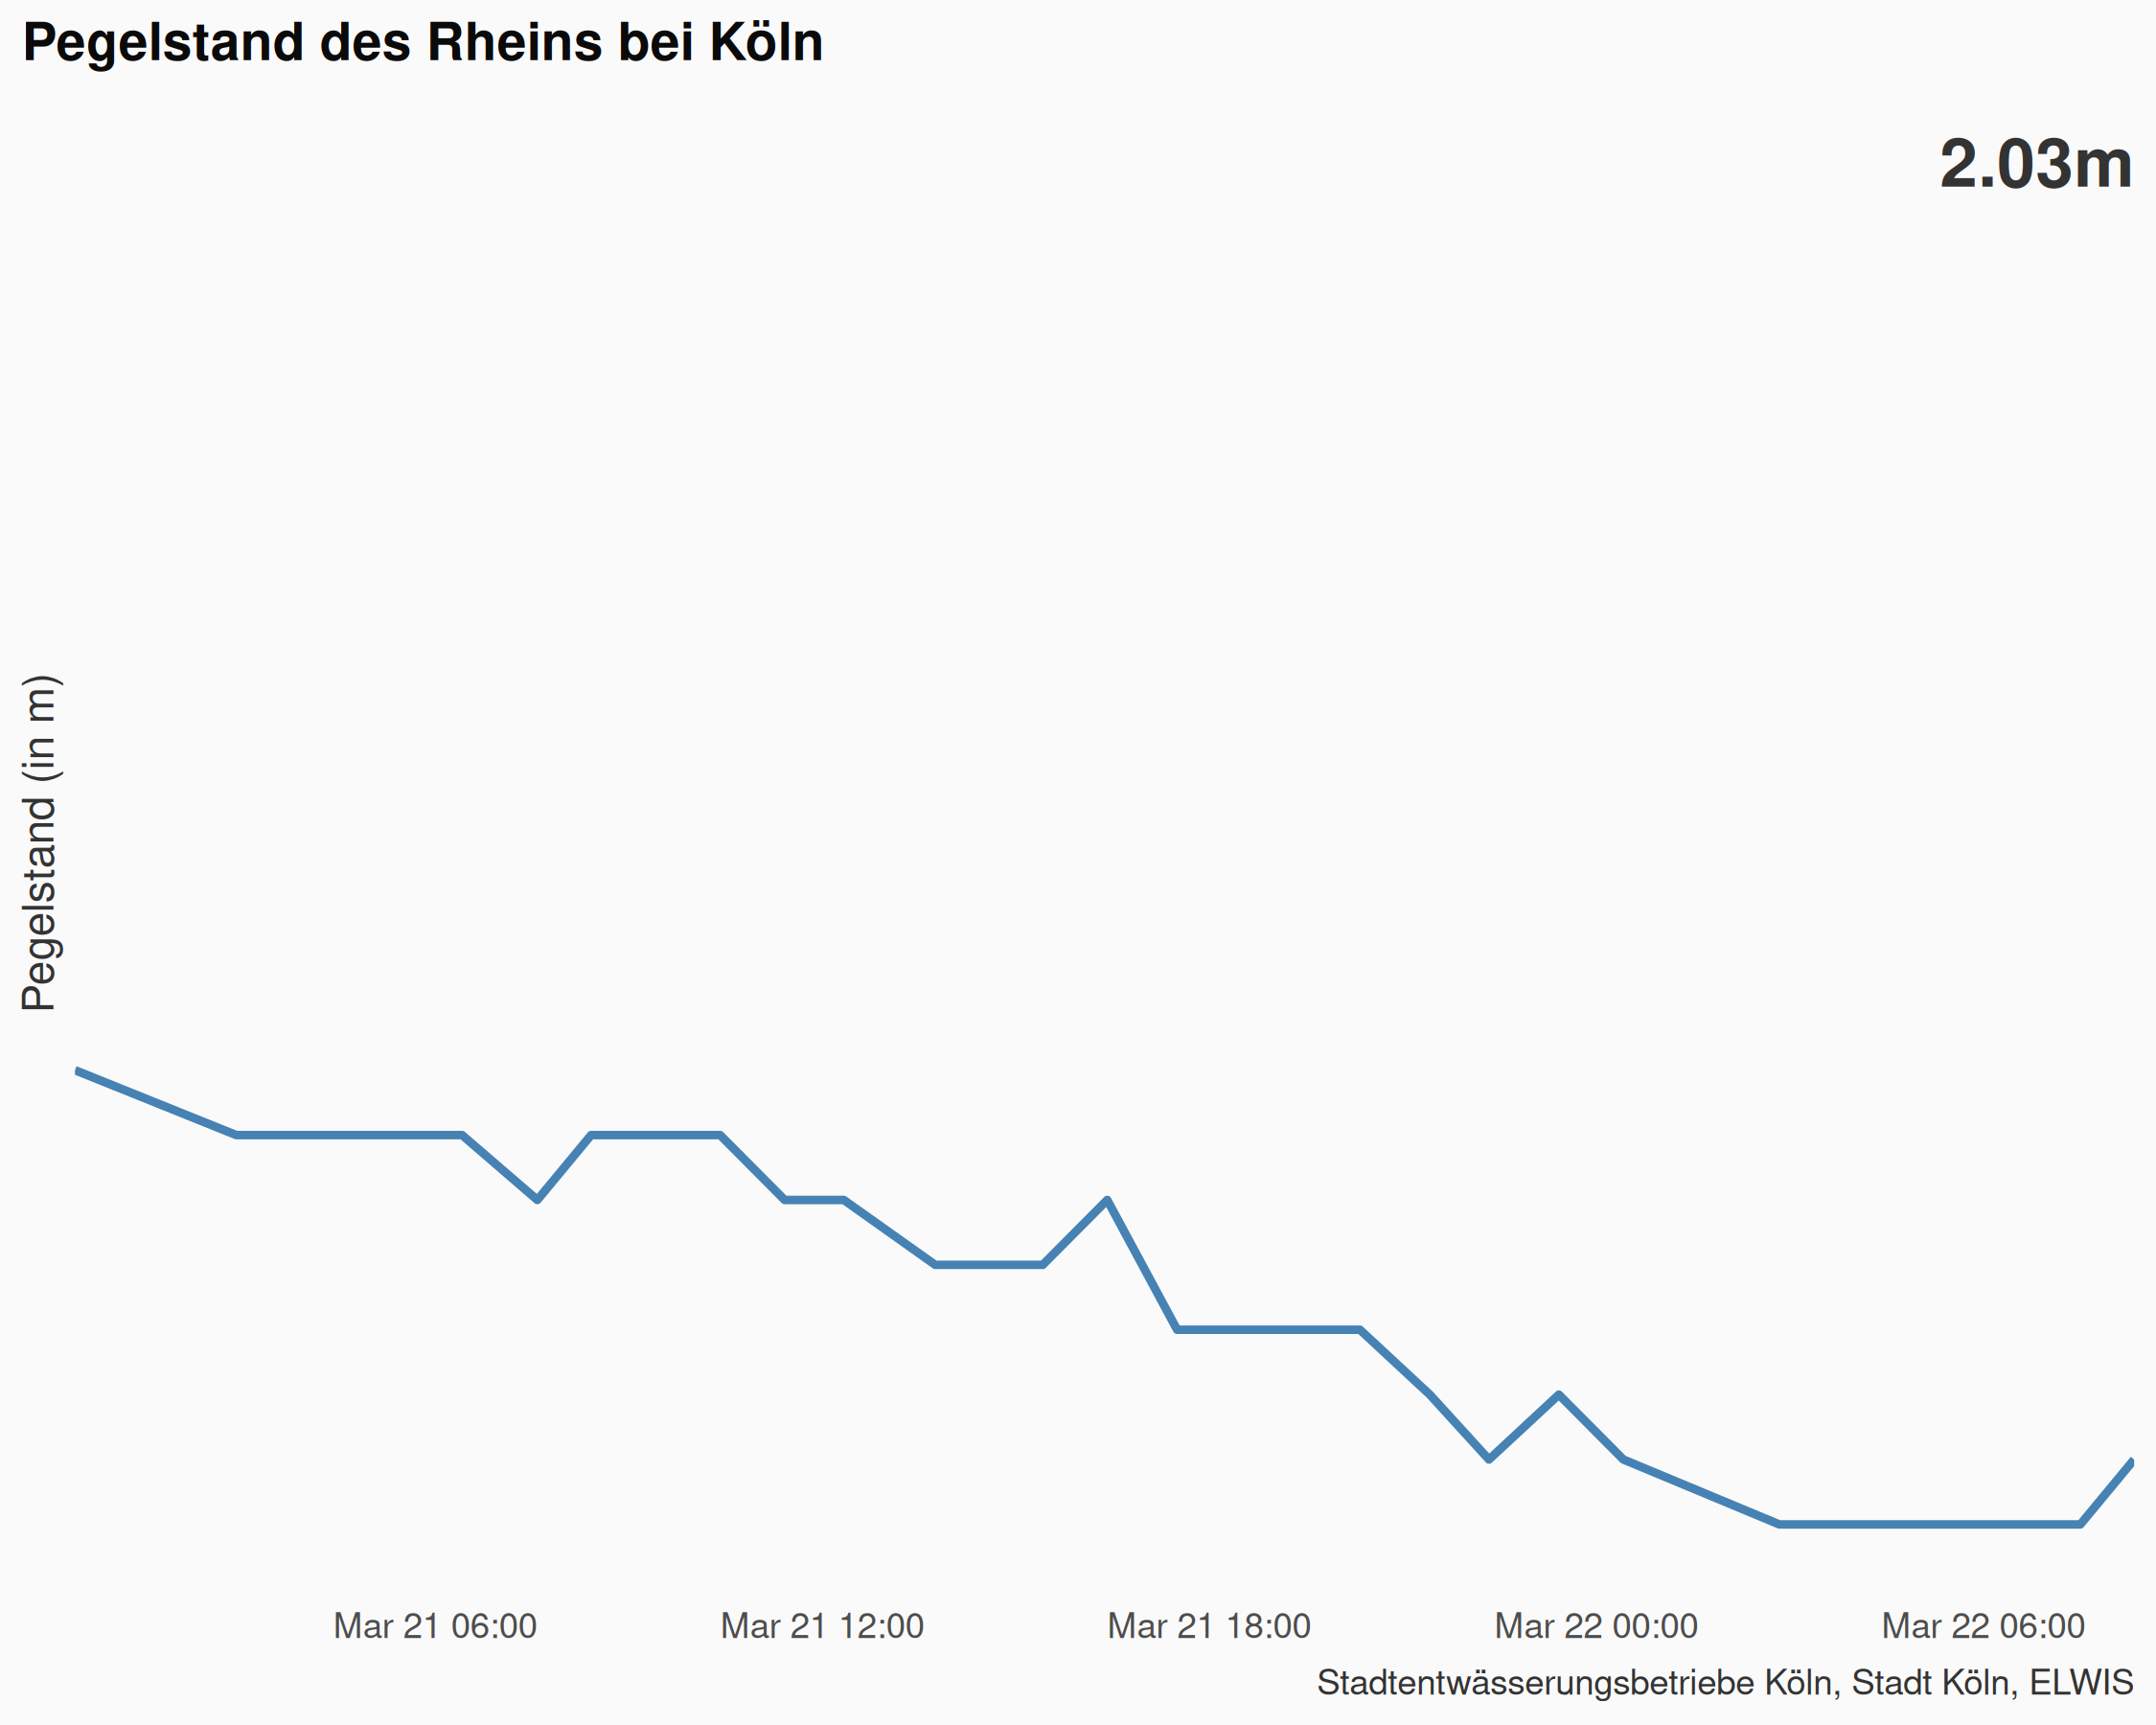 Pegelstand des Rheins bei Köln
2.03m
Pegelstand (in m)
Mar 21 06:00
Mar 21 12:00
Mar 21 18:00
Mar 22 00:00
Mar 22 06:00
Stadtentwässerungsbetriebe Köln, Stadt Köln, ELWIS